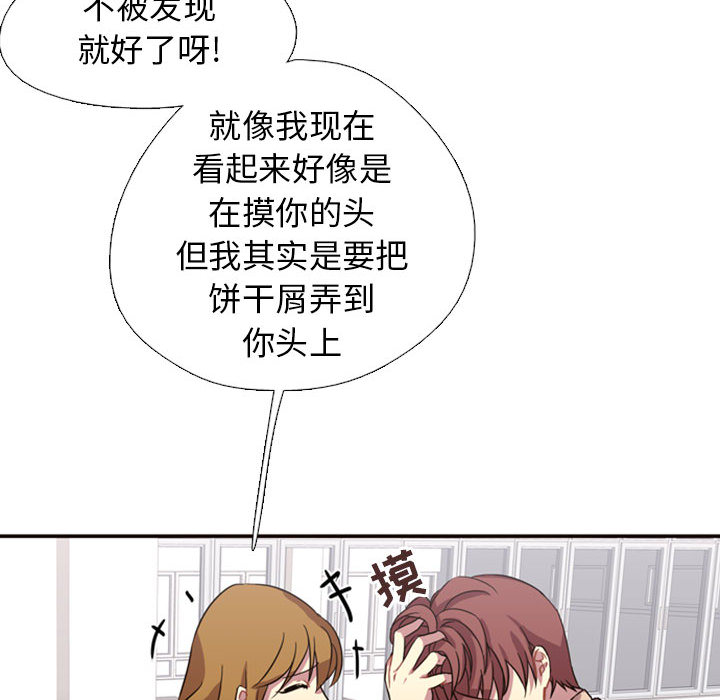 不被发现
就好了呀!
就像我现在
看起来好像是
在摸你的头
但我其实是要把
饼干屑弄到
你头上
摸